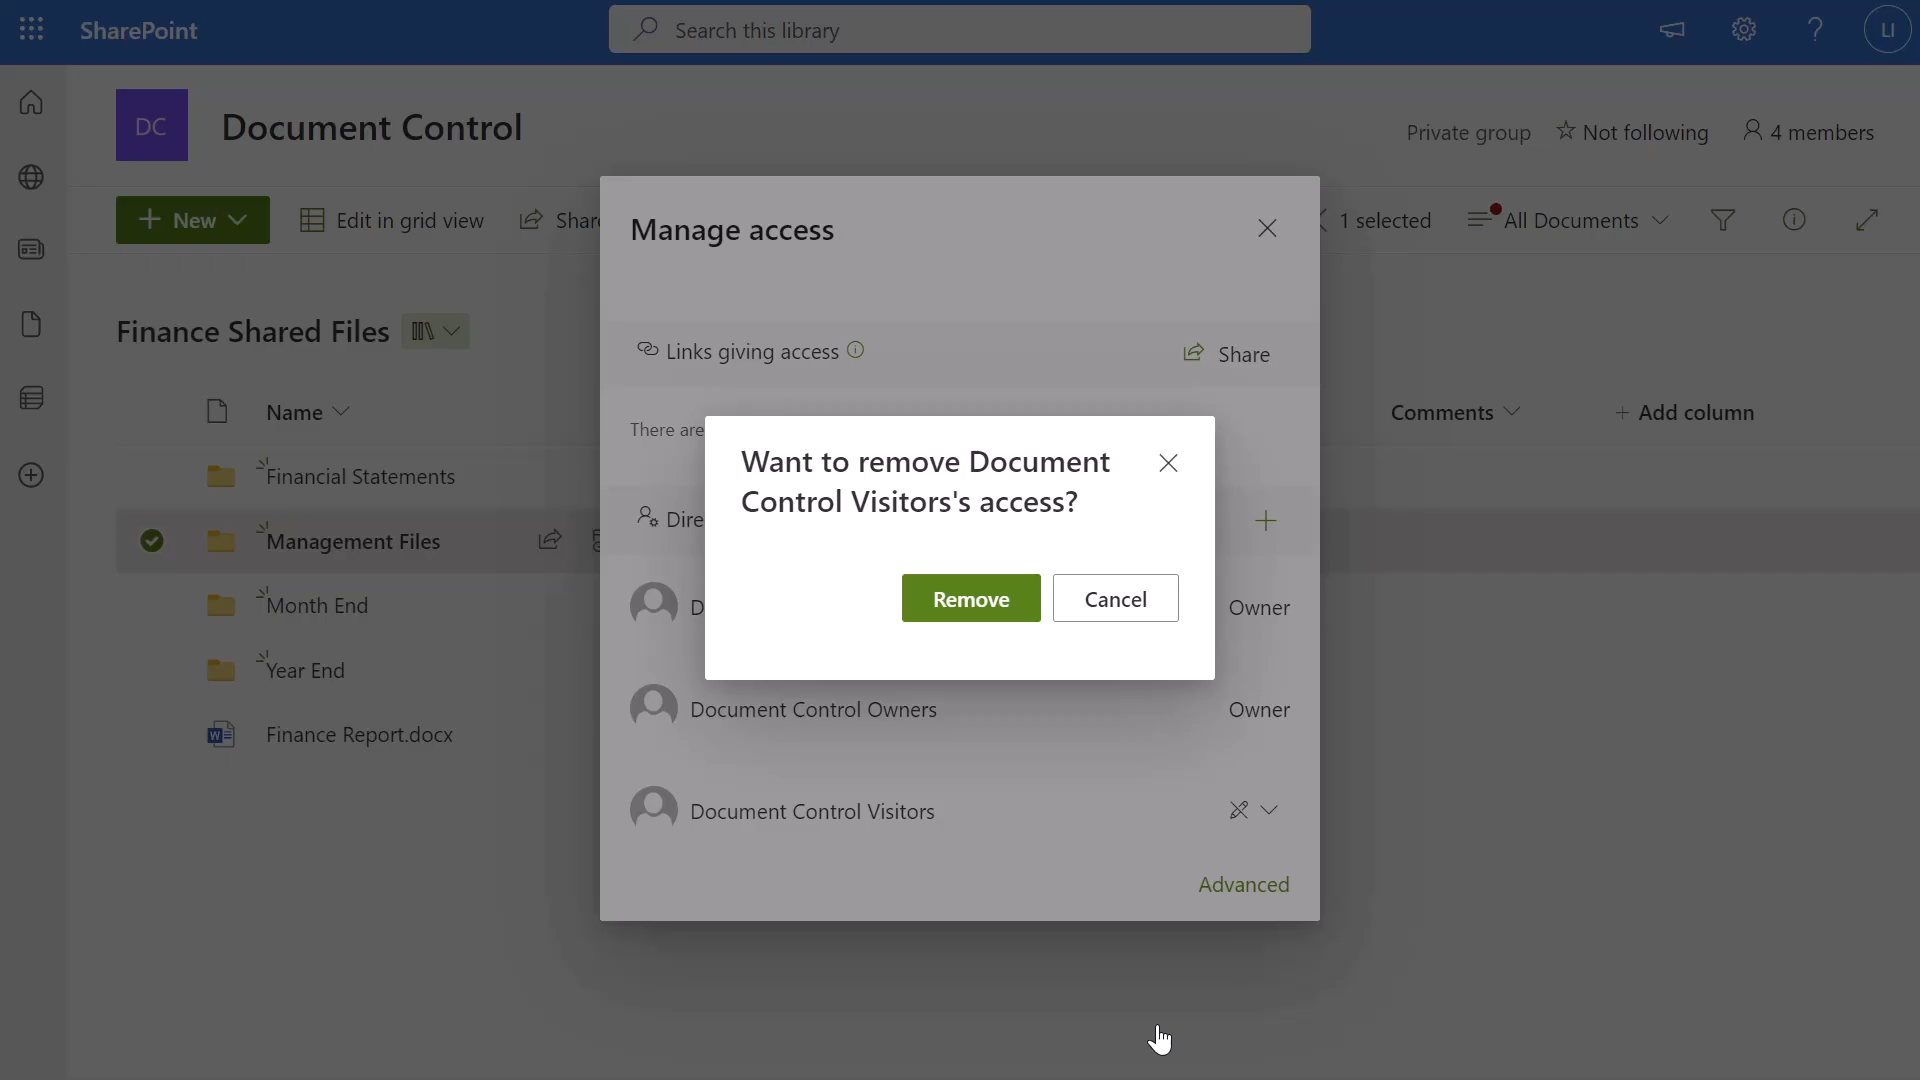 SharePoint
Search this library
LI
DC
Document Control
Private group
Not following
4 members
New
Edit in grid view
Share
1 selected
All Documents
Manage access
Finance Shared Files
Links giving access
Share
Name
Comments
Add column
There are
Want to remove Document
Control Visitors's access?
Financial Statements
Dire
Management Files
Remove
Cancel
Month End
D
Owner
Year End
Document Control Owners
Owner
Finance Report.docx
Document Control Visitors
Advanced